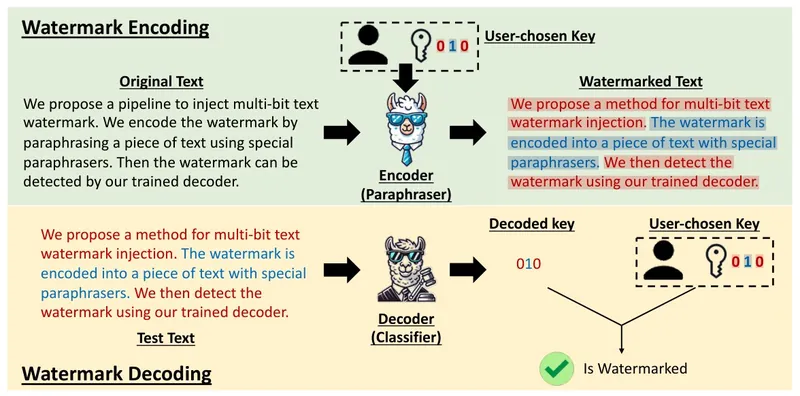 Watermark Encoding
User-chosen Key
0 1 0
Original Text
We propose a pipeline to inject multi-bit text
watermark. We encode the watermark by
paraphrasing a piece of text using special
paraphrasers. Then the watermark can be
detected by our trained decoder.
Encoder
(Paraphraser)
Watermarked Text
We propose a method for multi-bit text
watermark injection. The watermark is
encoded into a piece of text with special
paraphrasers. We then detect the
watermark using our trained decoder.
We propose a method for multi-bit text
watermark injection. The watermark is
encoded into a piece of text with special
paraphrasers. We then detect the
watermark using our trained decoder.
Test Text
Decoder
(Classifier)
Decoded key
010
User-chosen Key
0 1 0
Is Watermarked
Watermark Decoding